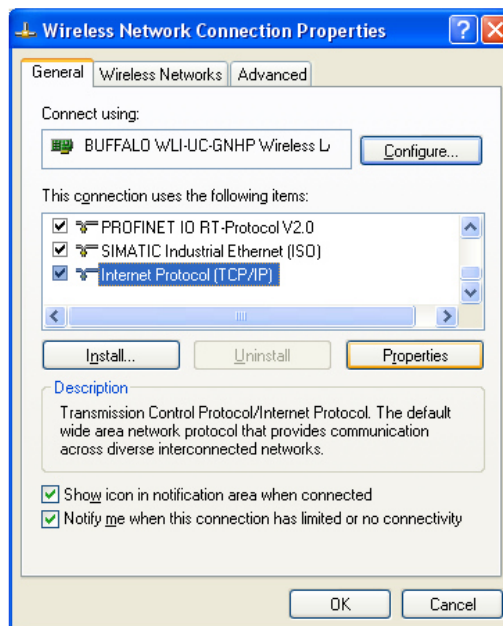 Wireless Network Connection Properties
General Wireless Networks Advanced
Connect using:
BUFFALO WLI-UC-GNHP Wireless
Configure...
This connection uses the following items:
PROFINET IO RT-Protocol V2.0
SIMATIC Industrial Ethernet (ISO)
Internet Protocol (TCP/IP)
Install... Uninstall Properties
Description
Transmission Control Protocol/Internet Protocol. The default
wide area network protocol that provides communication
across diverse interconnected networks.
Show icon in notification area when connected
Notify me when this connection has limited or no connectivity
OK Cancel